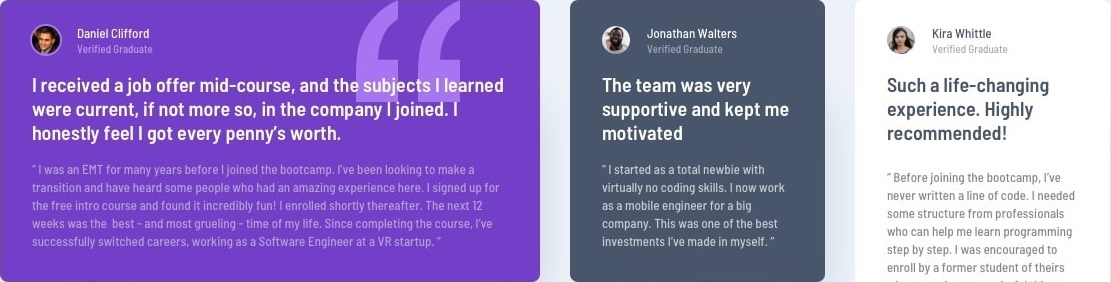 Daniel Clifford
Verified Graduate
I received a job offer mid-course, and the subjects I learned
were current, if not more so, in the company I joined. I
honestly feel I got every penny’s worth.
“ I was an EMT for many years before I joined the bootcamp. I’ve been looking to make a
transition and have heard some people who had an amazing experience here. I signed up for
the free intro course and found it incredibly fun! I enrolled shortly thereafter. The next 12
weeks was the  best - and most grueling - time of my life. Since completing the course, I’ve
successfully switched careers, working as a Software Engineer at a VR startup. ”
Jonathan Walters
Verified Graduate
The team was very
supportive and kept me
motivated
“ I started as a total newbie with
virtually no coding skills. I now work
as a mobile engineer for a big
company. This was one of the best
investments I’ve made in myself. ”
Kira Whittle
Verified Graduate
Such a life-changing
experience. Highly
recommended!
“ Before joining the bootcamp, I’ve
never written a line of code. I needed
some structure from professionals
who can help me learn programming
step by step. I was encouraged to
enroll by a former student of theirs